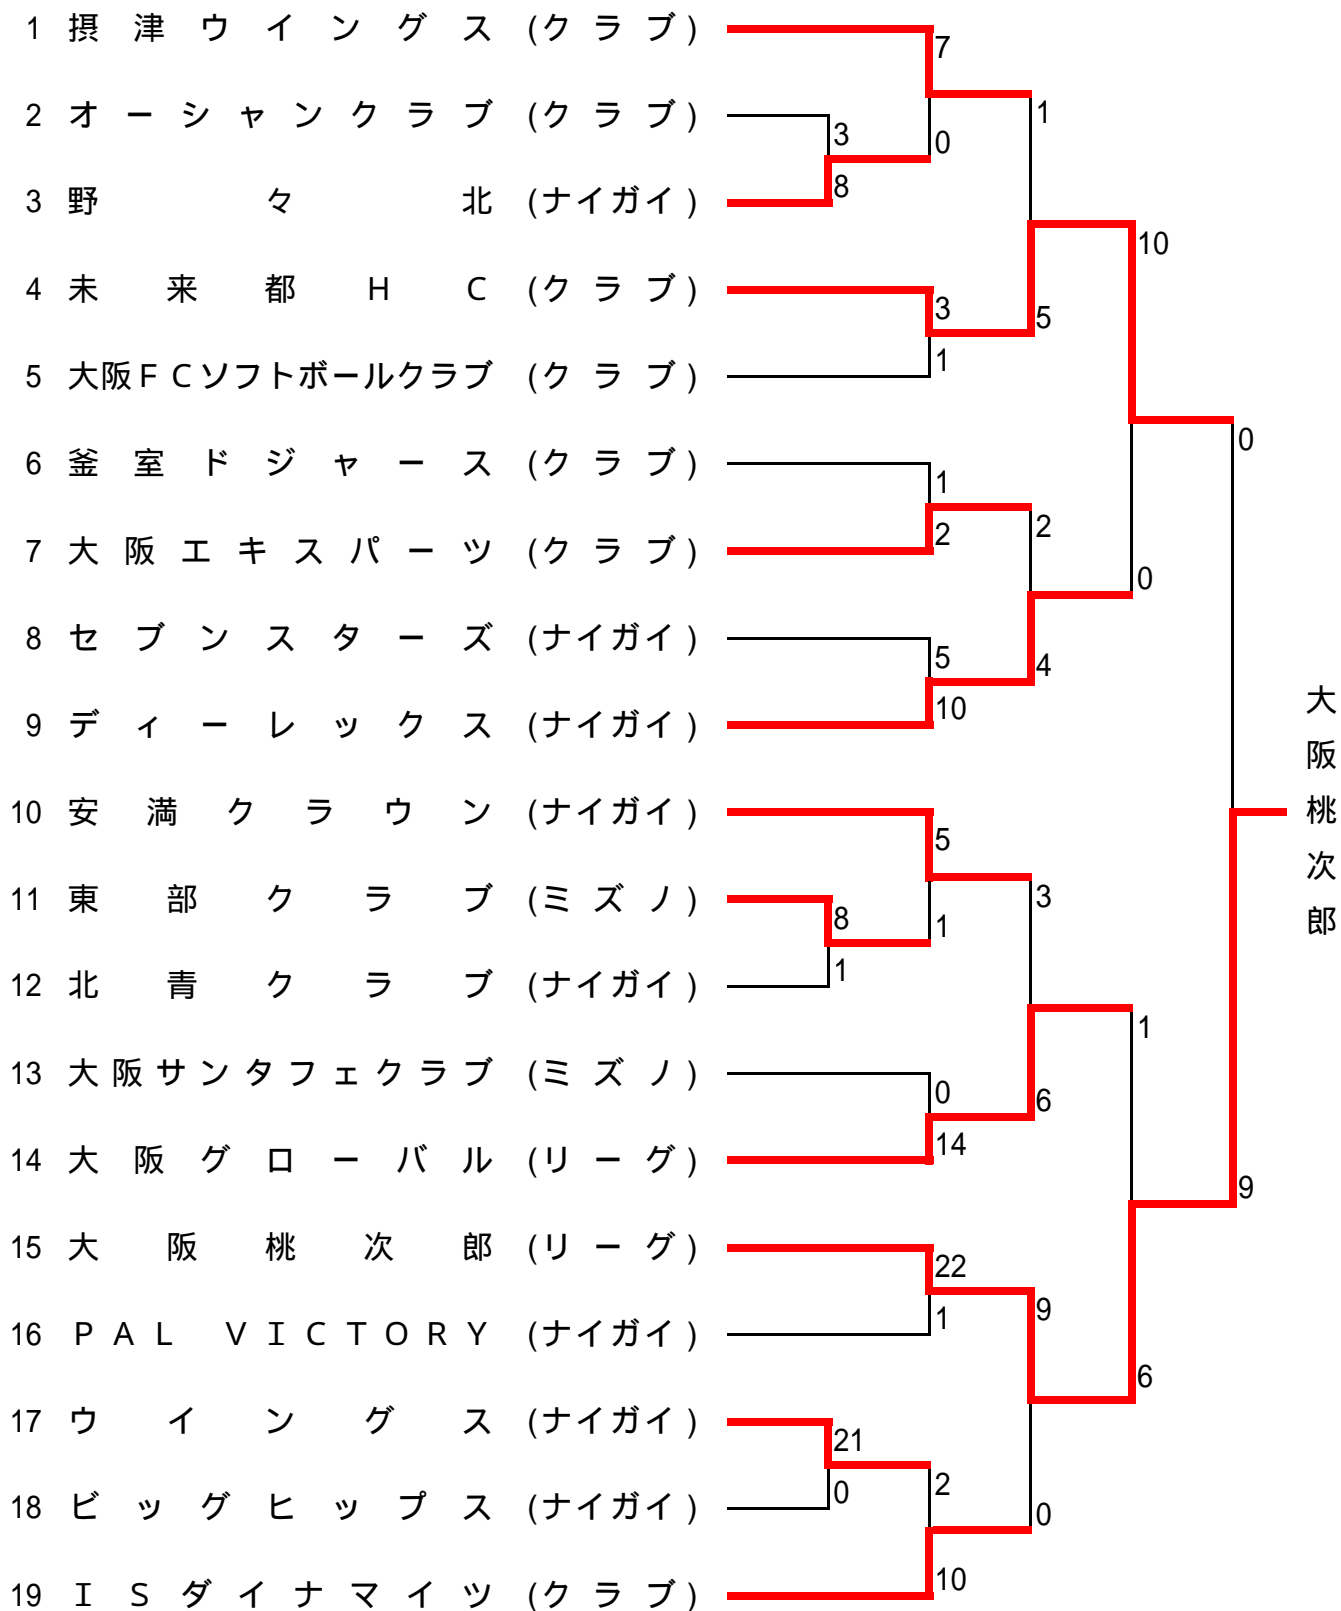 1 摂津ウイングス (クラブ)
7
2 オーシャンクラブ (クラブ)
1
3
0
3 野々北 (ナイガイ)
8
10
4 未来都HC (クラブ)
3
5
1
5 大阪FCソフトボールクラブ (クラブ)
0
6 釜室ドジャース (クラブ)
1
2
2
7 大阪エキスパーツ (クラブ)
0
8 セブンスターズ (ナイガイ)
5
4
10
9 ディーレックス (ナイガイ)
大阪桃次郎
10 安満クラウン (ナイガイ)
5
3
11 東部クラブ (ミズノ)
8
1
1
12 北青クラブ (ナイガイ)
1
13 大阪サンタフェクラブ (ミズノ)
0
6
14
14 大阪グローバル (リーグ)
9
15 大阪桃次郎 (リーグ)
22
9
1
16 PAL VICTORY (ナイガイ)
6
17 ウイングス (ナイガイ)
21
2
0
18 ビッグヒップス (ナイガイ)
0
10
19 ISダイナマイツ (クラブ)